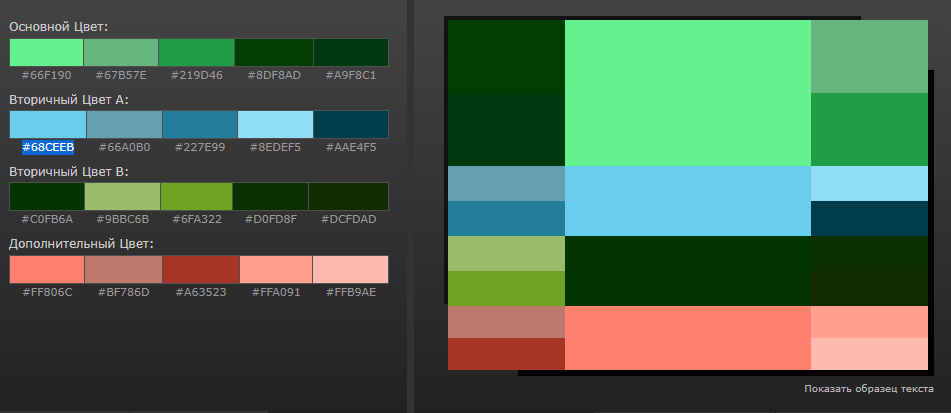 Основной Цвет:
#66F190 #67B57E #219D46 #8DF8AD #A9F8C1
Вторичный Цвет A:
#68CEEB #66A0B0 #227E99 #8EDEF5 #AAE4F5
Вторичный Цвет B:
#C0FB6A #9BBC6B #6FA322 #D0FD8F #DCFDAD
Дополнительный Цвет:
#FF806C #BF786D #A63523 #FFA091 #FFB9AE
Показать образец текста